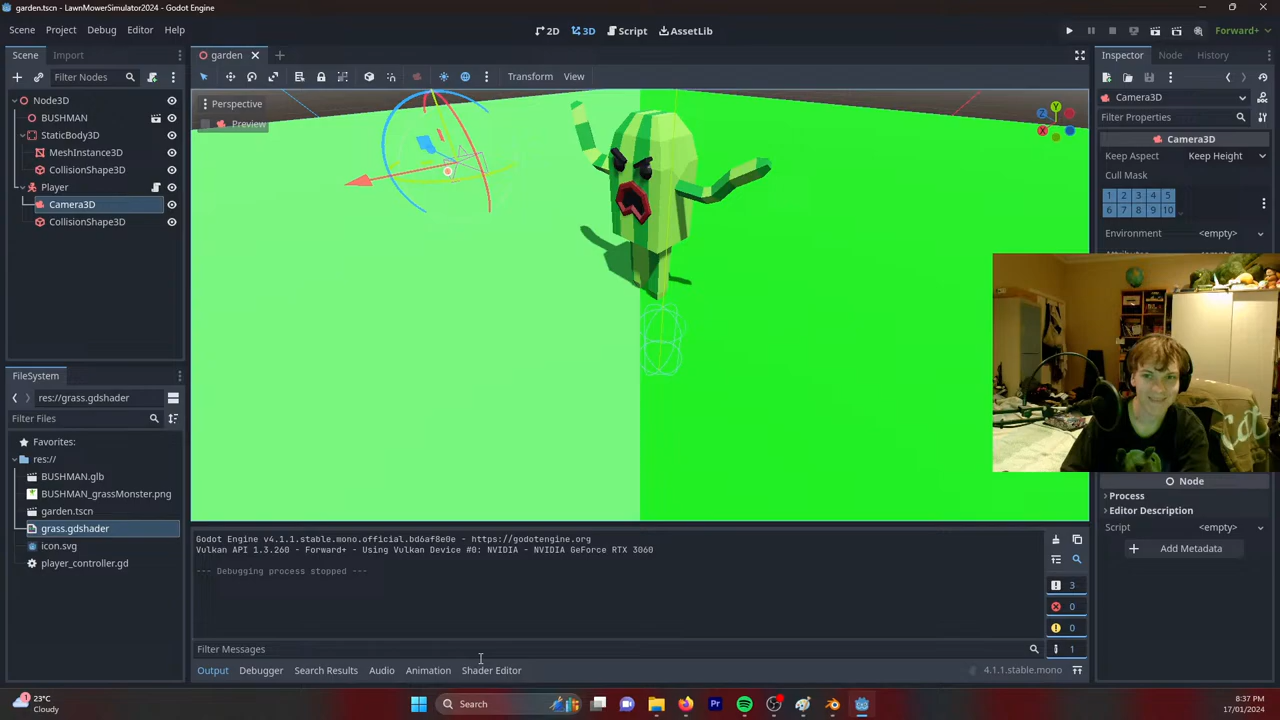 garden.tscn - LawnMowerSimulator2024 - Godot Engine
Scene Project Debug Editor Help
2D 3D Script AssetLib
Forward+
Scene Import
garden
Inspector Node History
Filter Nodes
Transform View
Node3D
BUSHMAN
StaticBody3D
MeshInstance3D
CollisionShape3D
Player
Camera3D
CollisionShape3D
Perspective
Preview
Y
Z
X
Camera3D
Filter Properties
Camera3D
Keep Aspect Keep Height
Cull Mask
1 2 3 4 5
6 7 8 9 10
Environment <empty>
FileSystem
res://grass.gdshader
Filter Files
Favorites:
res://
BUSHMAN.glb
BUSHMAN_grassMonster.png
garden.tscn
grass.gdshader
icon.svg
player_controller.gd
Node
Process
Editor Description
Script <empty>
Add Metadata
Godot Engine v4.1.1.stable.mono.official.bd6af8e0e - https://godotengine.org
Vulkan API 1.3.260 - Forward+ - Using Vulkan Device #0: NVIDIA - NVIDIA GeForce RTX 3060
--- Debugging process stopped ---
3
0
0
1
Filter Messages
Output Debugger Search Results Audio Animation Shader Editor
4.1.1.stable.mono
1
23°C
Cloudy
Search
Pr
8:37 PM
17/01/2024